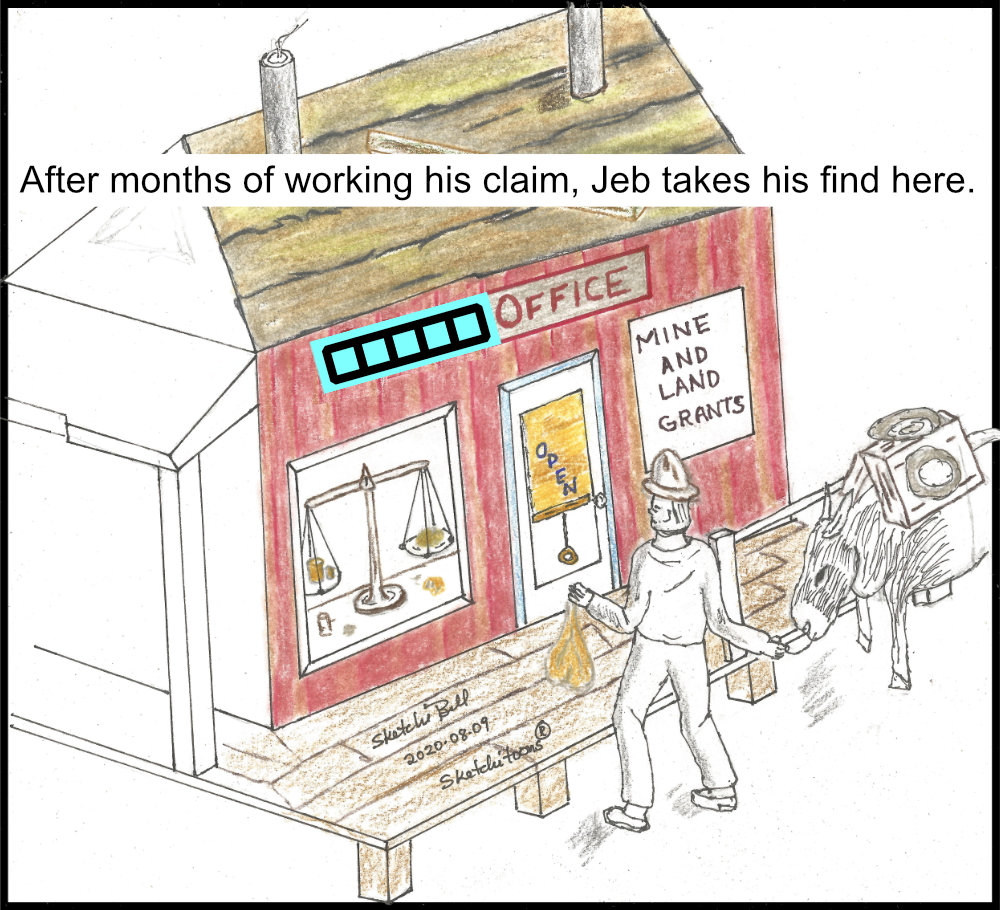 After months of working his claim, Jeb takes his find here.
OFFICE
MINE
AND
LAND
GRANTS
OPEN
Sketchi Bill
2020-08-09
Sketchitoons®